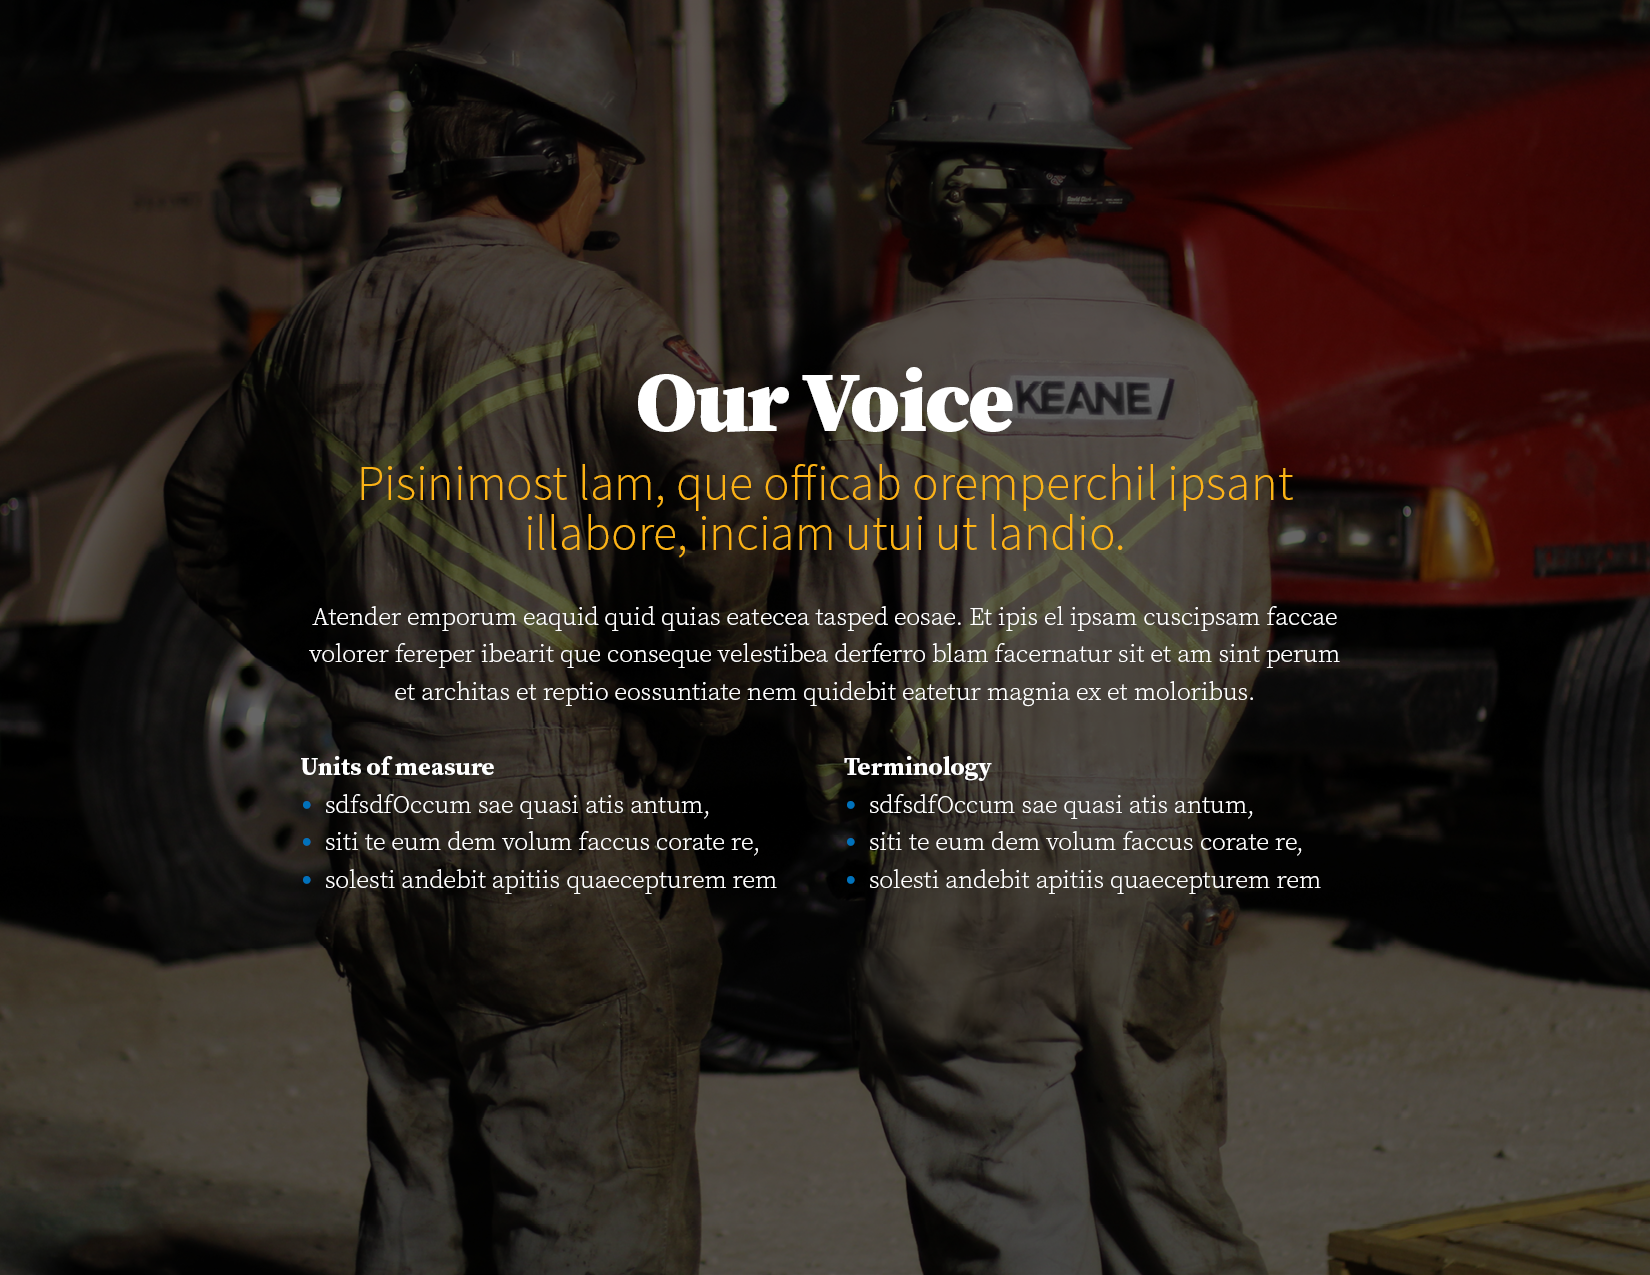 Our Voice
KEANE/
Pisinimost lam, que officab oremperchil ipsant
illabore, inciam utui ut landio.
Atender emporum eaquid quid quias eatecea tasped eosae. Et ipis el ipsam cuscipsam faccae
volorer fereper ibearit que conseque velestibea derferro blam facernatur sit et am sint perum
et architas et reptio eossuntiate nem quidebit eatetur magnia ex et moloribus.
Units of measure
• sdfsdfOccum sae quasi atis antum,
• siti te eum dem volum faccus corate re,
• solesti andebit apitiis quaecepturem rem
Terminology
• sdfsdfOccum sae quasi atis antum,
• siti te eum dem volum faccus corate re,
• solesti andebit apitiis quaecepturem rem